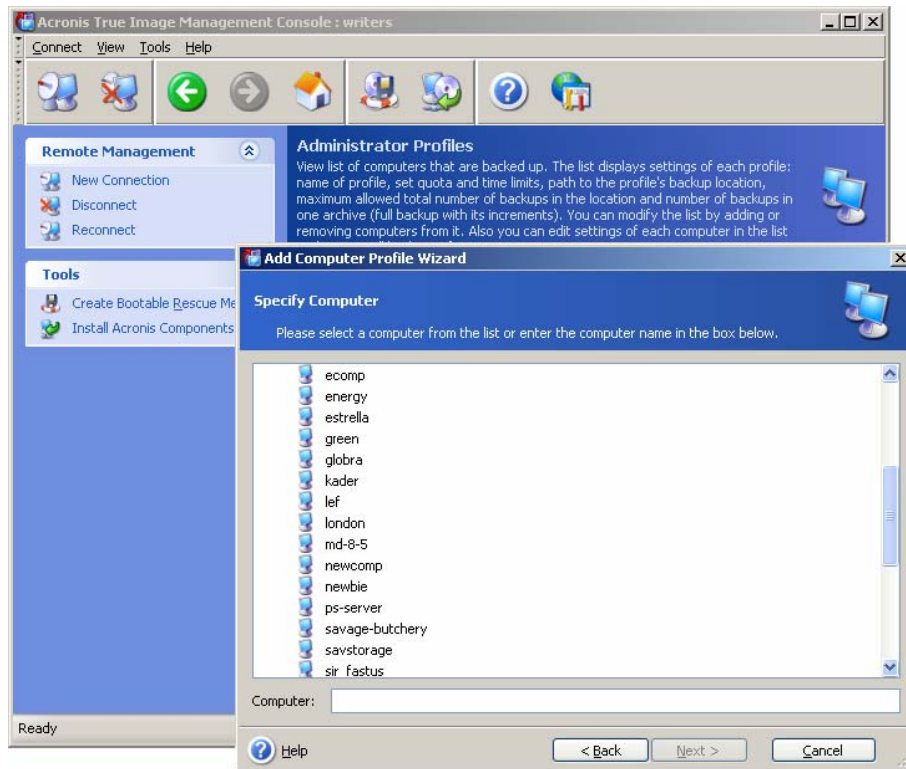 Acronis True Image Management Console : writers
Connect View Tools Help
Remote Management
New Connection
Disconnect
Reconnect
Tools
Create Bootable Rescue Me
Install Acronis Components
Administrator Profiles
View list of computers that are backed up. The list displays settings of each profile:
name of profile, set quota and time limits, path to the profile's backup location,
maximum allowed total number of backups in the location and number of backups in
one archive (full backup with its increments). You can modify the list by adding or
removing computers from it. Also you can edit settings of each computer in the list
Add Computer Profile Wizard
Specify Computer
Please select a computer from the list or enter the computer name in the box below.
ecomp
energy
estrella
green
globra
kader
lef
london
md-8-5
newcomp
newbie
ps-server
savage-butchery
savstorage
sir_fastus
Computer:
Help < Back Next > Cancel
Ready